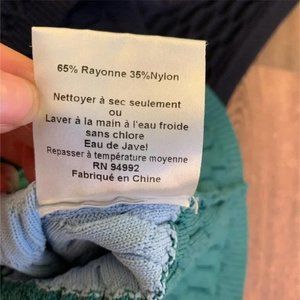 65% Rayonne 35%Nylon
Nettoyer à sec seulement
ou
Laver à la main à l'eau froide
sans chlore
Eau de Javel
Repasser à température moyenne
RN 94992
Fabriqué en Chine